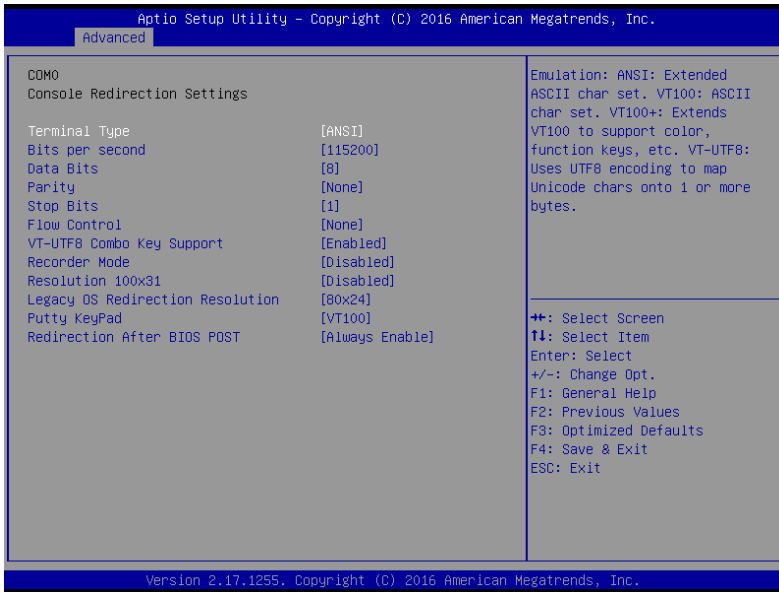 Aptio Setup Utility – Copyright (C) 2016 American Megatrends, Inc.
Advanced
COM0
Console Redirection Settings
Terminal Type [ANSI]
Bits per second [115200]
Data Bits [8]
Parity [None]
Stop Bits [1]
Flow Control [None]
VT-UTF8 Combo Key Support [Enabled]
Recorder Mode [Disabled]
Resolution 100x31 [Disabled]
Legacy OS Redirection Resolution [80x24]
Putty KeyPad [VT100]
Redirection After BIOS POST [Always Enable]
Emulation: ANSI: Extended
ASCII char set. VT100: ASCII
char set. VT100+: Extends
VT100 to support color,
function keys, etc. VT-UTF8:
Uses UTF8 encoding to map
Unicode chars onto 1 or more
bytes.
→←: Select Screen
↑↓: Select Item
Enter: Select
+/-: Change Opt.
F1: General Help
F2: Previous Values
F3: Optimized Defaults
F4: Save & Exit
ESC: Exit
Version 2.17.1255. Copyright (C) 2016 American Megatrends, Inc.